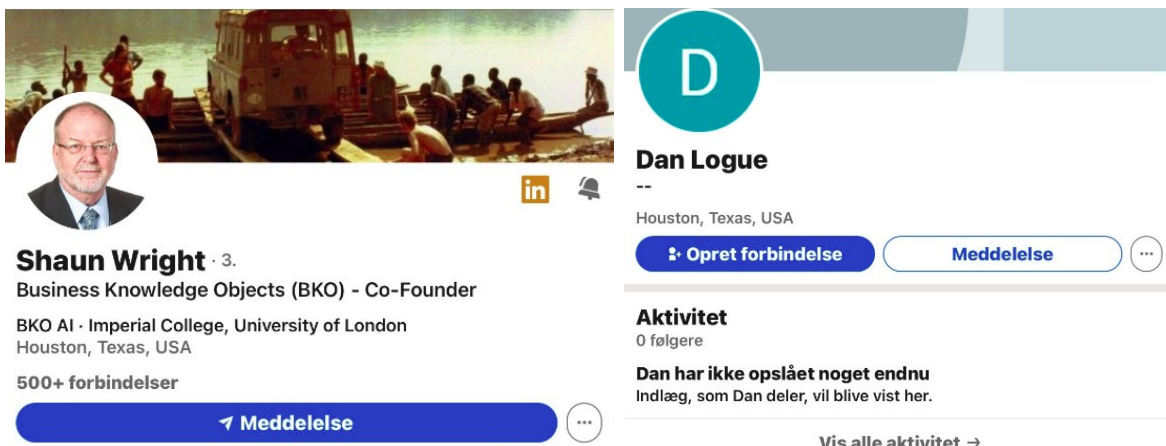 in
Shaun Wright · 3.
Business Knowledge Objects (BKO) - Co-Founder
BKO AI · Imperial College, University of London
Houston, Texas, USA
500+ forbindelser
Meddelelse
D
Dan Logue
--
Houston, Texas, USA
Opret forbindelse
Meddelelse
Aktivitet
0 følgere
Dan har ikke opslået noget endnu
Indlæg, som Dan deler, vil blive vist her.
Vis alle aktivitet →